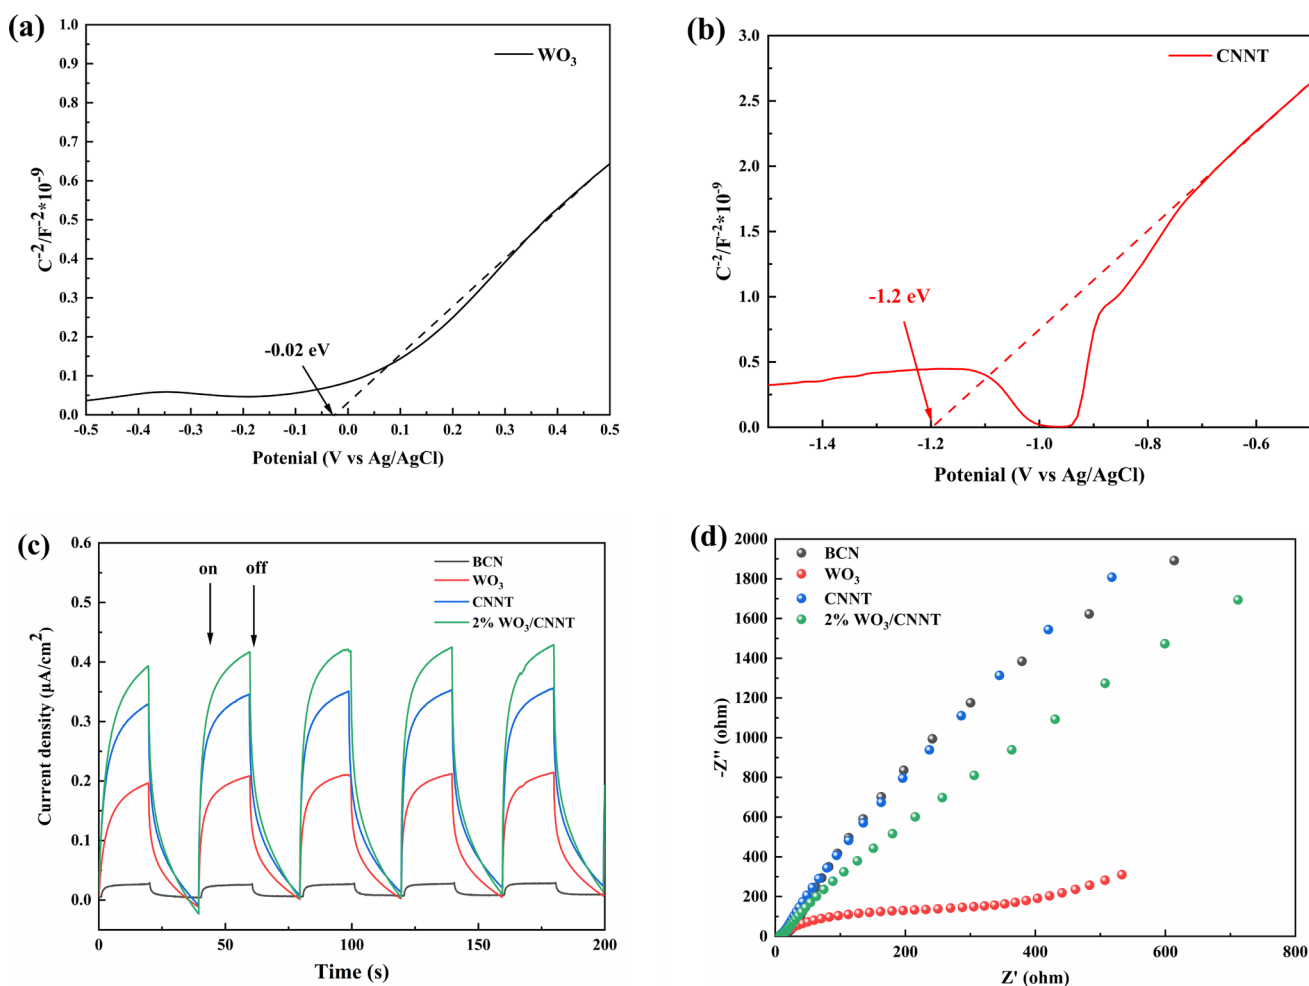 (a)
WO₃
1.0
0.9
0.8
0.7
0.6
0.5
0.4
0.3
0.2
0.1
0.0
C⁻²/F⁻²*10⁻⁹
-0.02 eV
-0.5 -0.4 -0.3 -0.2 -0.1 0.0 0.1 0.2 0.3 0.4 0.5
Potenial (V vs Ag/AgCl)
(b)
CNNT
3.0
2.5
2.0
1.5
1.0
0.5
0.0
C⁻²/F⁻²*10⁻⁹
-1.2 eV
-1.4 -1.2 -1.0 -0.8 -0.6
Potenial (V vs Ag/AgCl)
(c)
0.6
0.5
0.4
0.3
0.2
0.1
0.0
Current density (μA/cm²)
on off
BCN
WO₃
CNNT
2% WO₃/CNNT
0 50 100 150 200
Time (s)
(d)
2000
1800
1600
1400
1200
1000
800
600
400
200
0
-Z'' (ohm)
BCN
WO₃
CNNT
2% WO₃/CNNT
0 200 400 600 800
Z' (ohm)